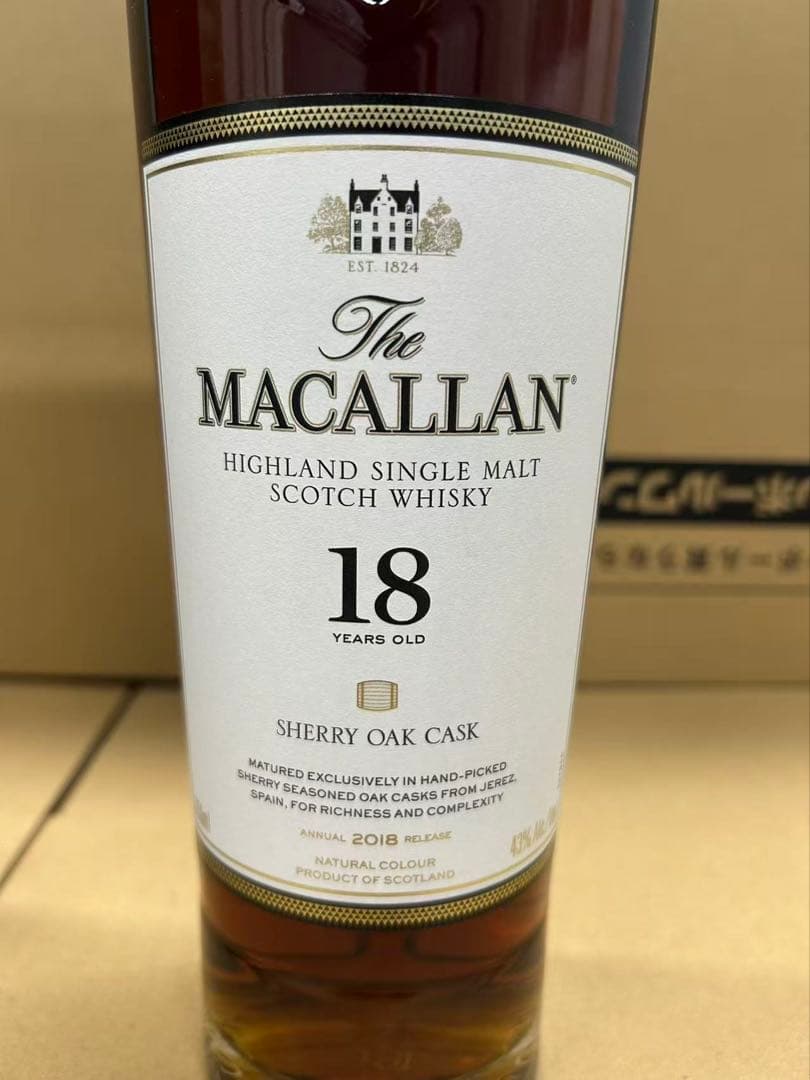 EST. 1824
The
MACALLAN®
HIGHLAND SINGLE MALT
SCOTCH WHISKY
18
YEARS OLD
SHERRY OAK CASK
MATURED EXCLUSIVELY IN HAND-PICKED
SHERRY SEASONED OAK CASKS FROM JEREZ,
SPAIN, FOR RICHNESS AND COMPLEXITY
ANNUAL 2018 RELEASE
43%
NATURAL COLOUR
PRODUCT OF SCOTLAND